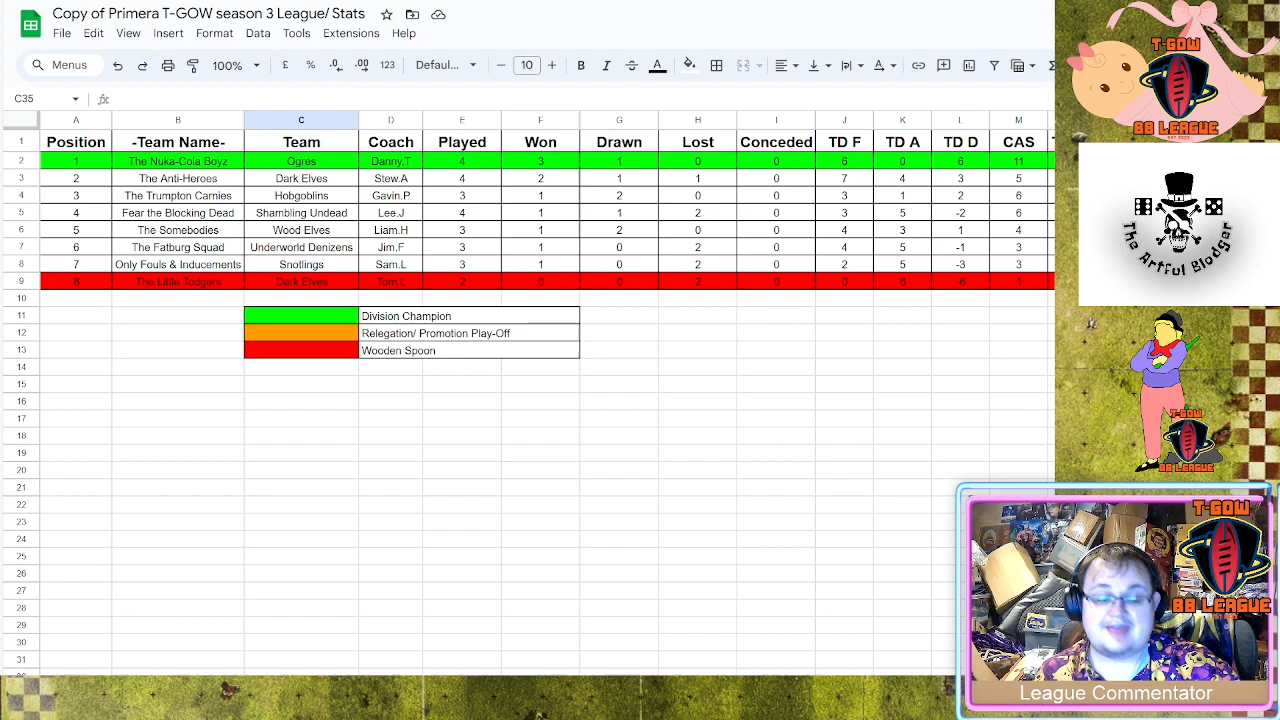 Copy of Primera T-GOW season 3 League/ Stats
File Edit View Insert Format Data Tools Extensions Help
Menus 100% £ % .0 .00 123 Defaul... − 10 + B I A
C35 fx
A B C D E F G H I J K L M
1 Position -Team Name- Team Coach Played Won Drawn Lost Conceded TD F TD A TD D CAS
2 1 The Nuka-Cola Boyz Ogres Danny.T 4 3 1 0 0 6 0 6 11
3 2 The Anti-Heroes Dark Elves Stew.A 4 2 1 1 0 7 4 3 5
4 3 The Trumpton Carnies Hobgoblins Gavin.P 3 1 2 0 0 3 1 2 6
5 4 Fear the Blocking Dead Shambling Undead Lee.J 4 1 1 2 0 3 5 -2 6
6 5 The Somebodies Wood Elves Liam.H 3 1 2 0 0 4 3 1 4
7 6 The Fatburg Squad Underworld Denizens Jim.F 3 1 0 2 0 4 5 -1 3
8 7 Only Fouls & Inducements Snotlings Sam.L 3 1 0 2 0 2 5 -3 3
9 8 The Little Todgers Dark Elves Tom.L 2 0 0 2 0 0 6 -6 1
10
11 Division Champion
12 Relegation/ Promotion Play-Off
13 Wooden Spoon
14
15
16
17
18
19
20
21
22
23
24
25
26
27
28
29
30
31
T-GOW
BB LEAGUE
The Artful Blodger
T-GOW
BB LEAGUE
T-GOW
BB LEAGUE
League Commentator